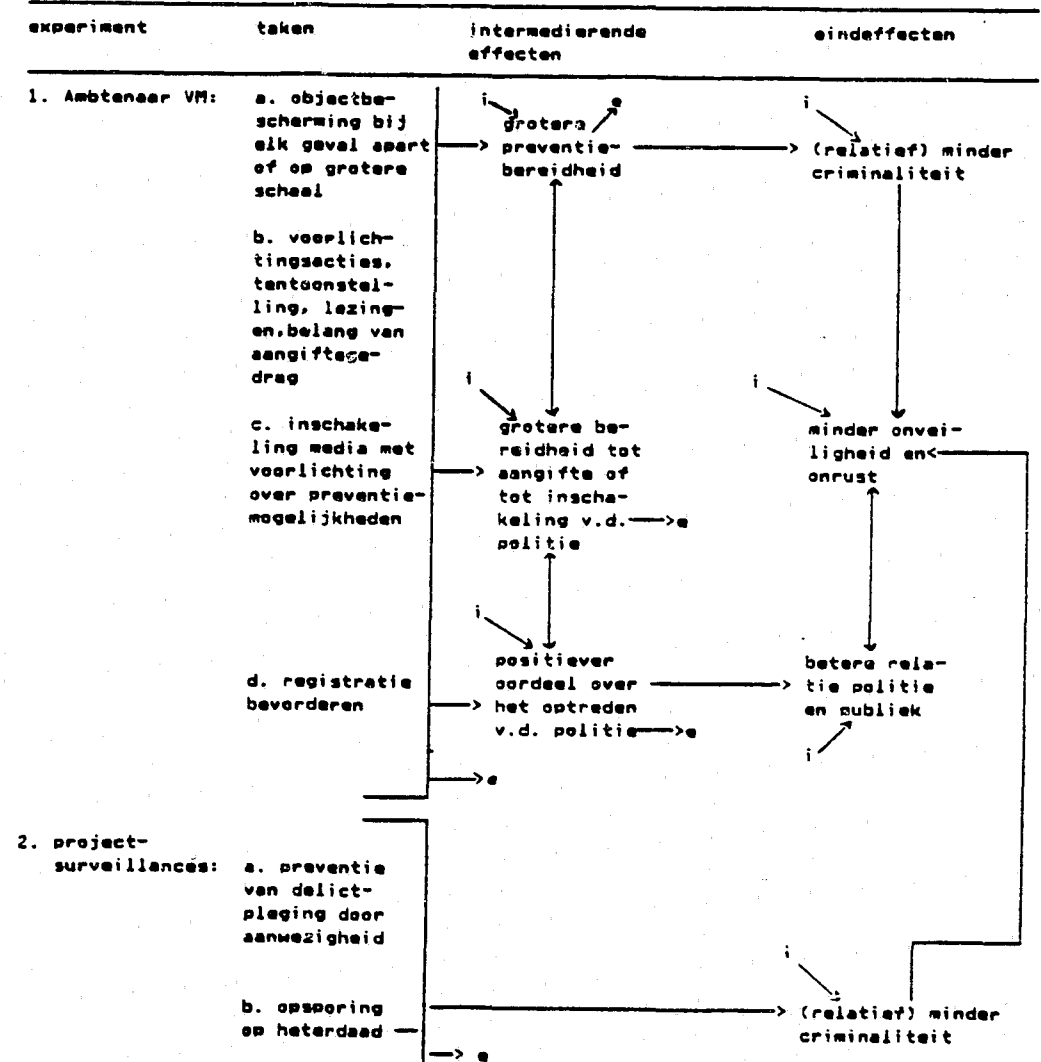 experiment taken intermedierende eindeffecten
effecten
1. Ambtenaar VM: a. objectbe-
scherming bij
elk geval apart
of op grotere
schaal
i e
grotere
preventie-
bereidheid
i
(relatief) minder
criminaliteit
b. voorlich-
tingsacties,
tentoonstel-
ling, lezing-
en, belang van
aangiftege-
drag
c. inschake-
ling media met
voorlichting
over preventie-
mogelijkheden
i
grotere be-
reidheid tot
aangifte of
tot inscha-
keling v.d. e
politie
i
minder onvei-
ligheid en
onrust
d. registratie
bevorderen
i
positiever
oordeel over
het optreden
v.d. politie e
betere rela-
tie politie
en publiek
i
e
2. project-
surveillances: a. preventie
van delict-
pleging door
aanwezigheid
b. opsporing
op heterdaad
e
i
(relatief) minder
criminaliteit